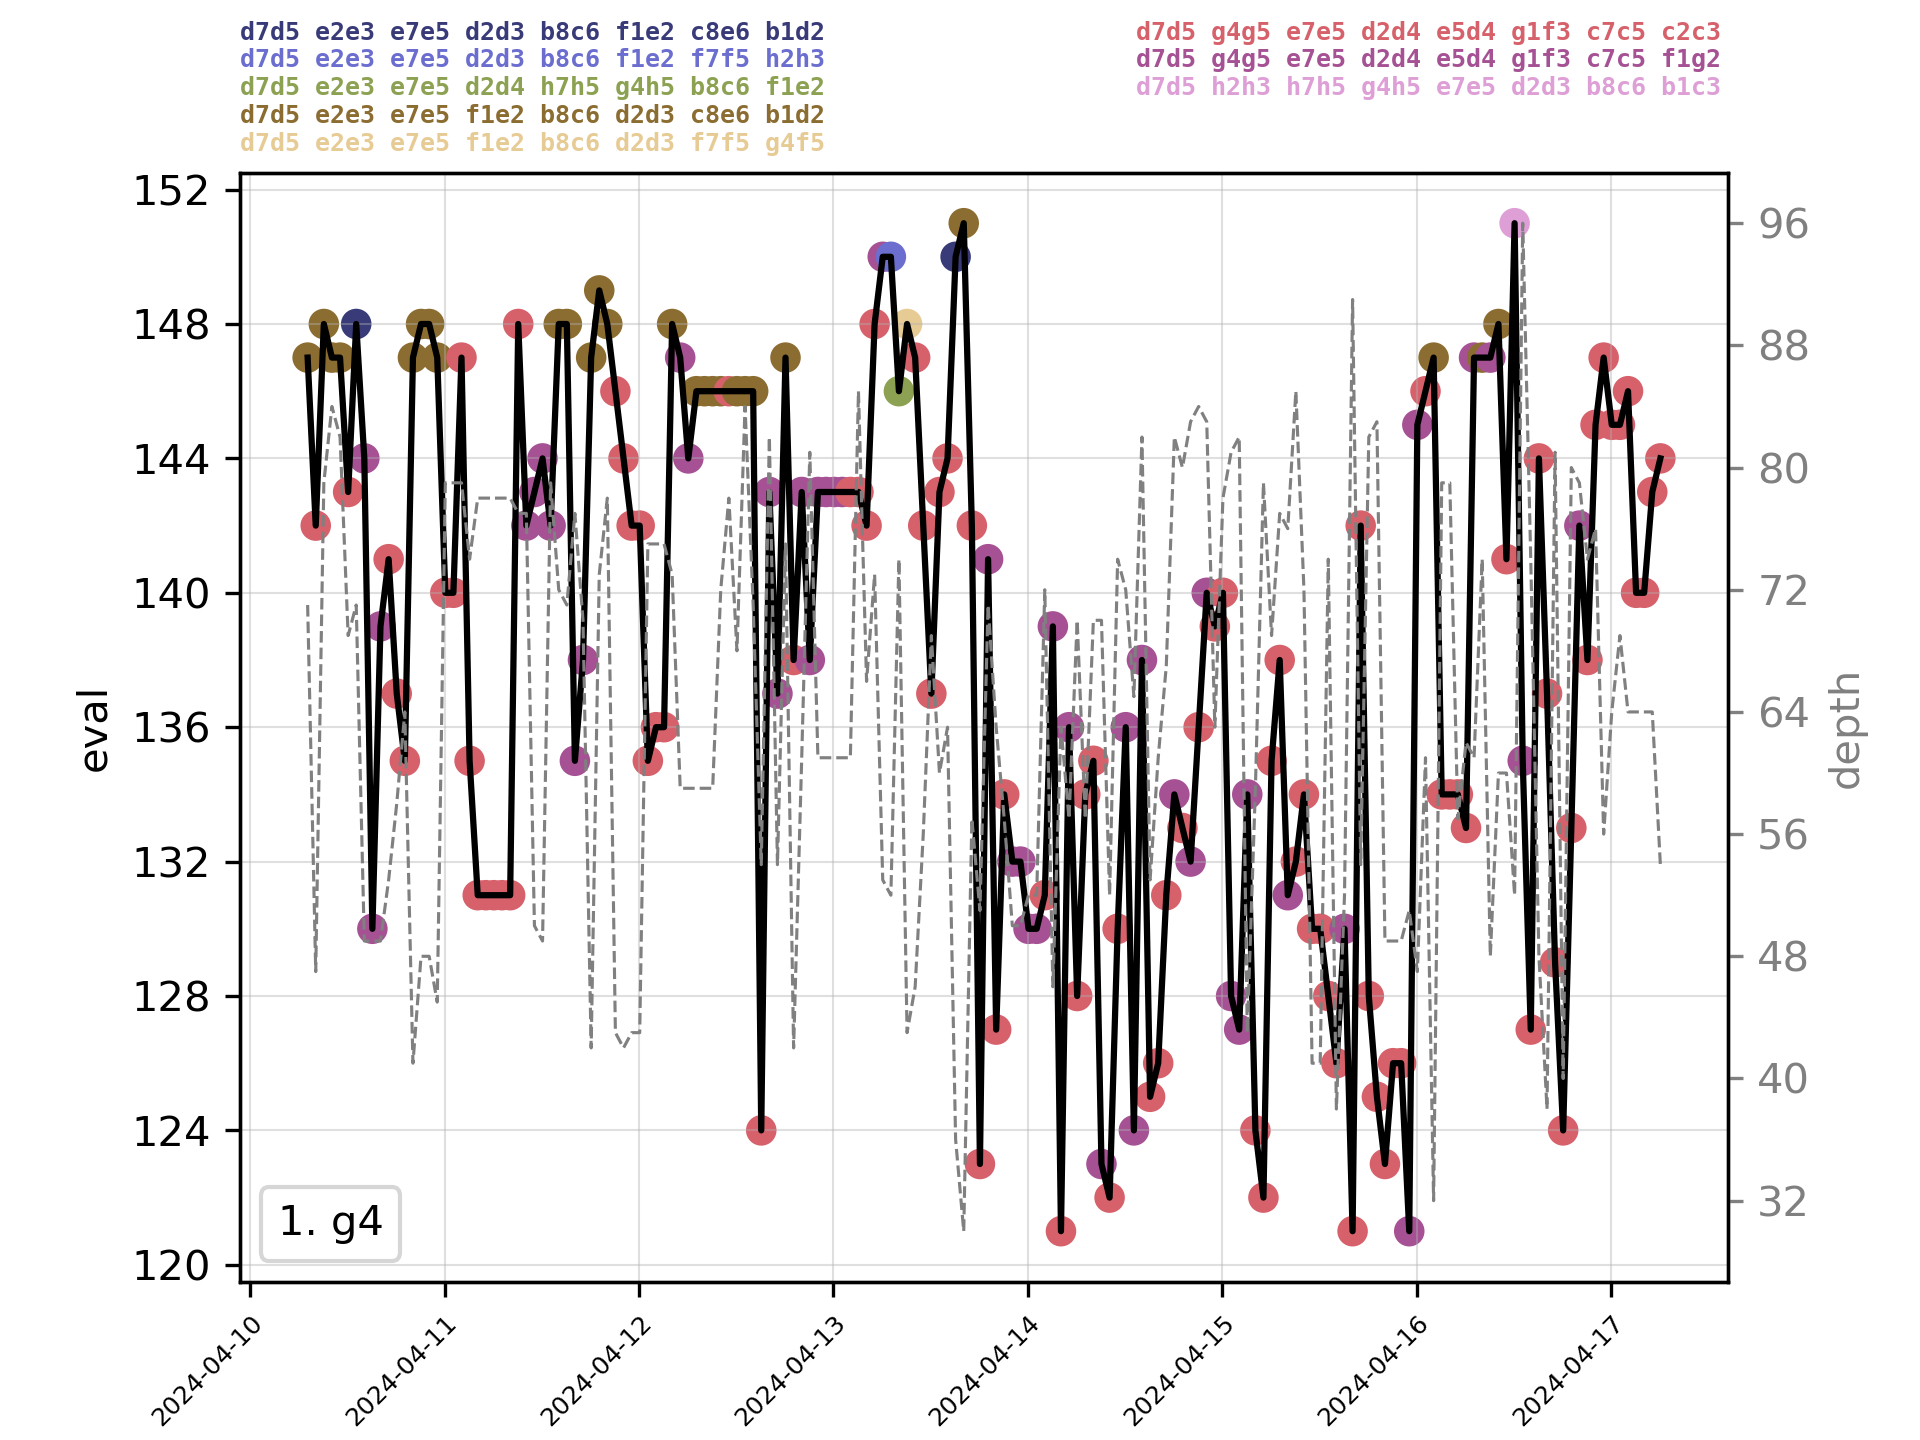 d7d5 e2e3 e7e5 d2d3 b8c6 f1e2 c8e6 b1d2
d7d5 e2e3 e7e5 d2d3 b8c6 f1e2 f7f5 h2h3
d7d5 e2e3 e7e5 d2d4 h7h5 g4h5 b8c6 f1e2
d7d5 e2e3 e7e5 f1e2 b8c6 d2d3 c8e6 b1d2
d7d5 e2e3 e7e5 f1e2 b8c6 d2d3 f7f5 g4f5
d7d5 g4g5 e7e5 d2d4 e5d4 g1f3 c7c5 c2c3
d7d5 g4g5 e7e5 d2d4 e5d4 g1f3 c7c5 f1g2
d7d5 h2h3 h7h5 g4h5 e7e5 d2d3 b8c6 b1c3
152
148
144
140
136
132
128
124
120
eval
96
88
80
72
64
56
48
40
32
depth
1. g4
2024-04-10
2024-04-11
2024-04-12
2024-04-13
2024-04-14
2024-04-15
2024-04-16
2024-04-17